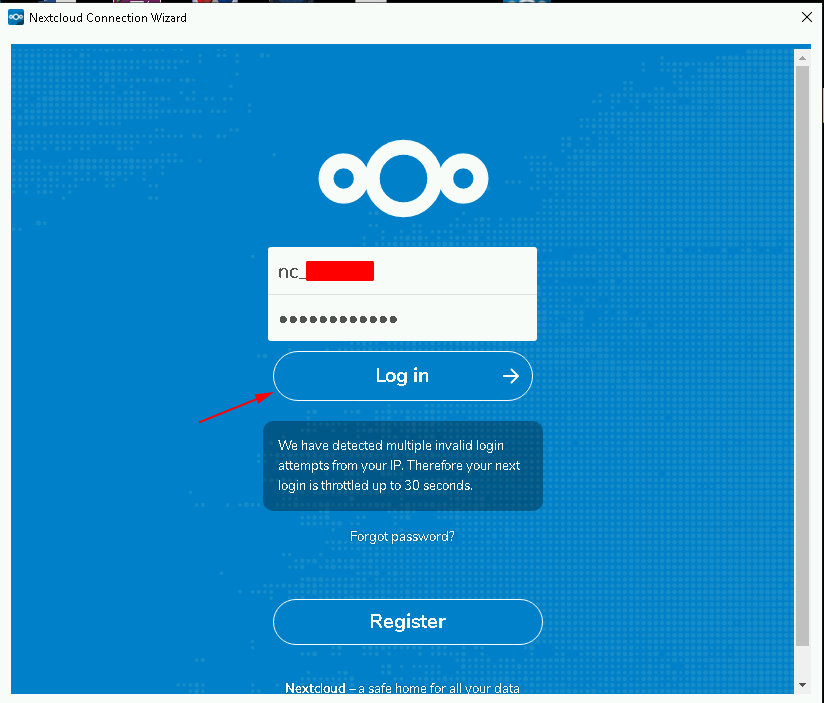 Nextcloud Connection Wizard
nc_
Log in
We have detected multiple invalid login
attempts from your IP. Therefore your next
login is throttled up to 30 seconds.
Forgot password?
Register
Nextcloud – a safe home for all your data